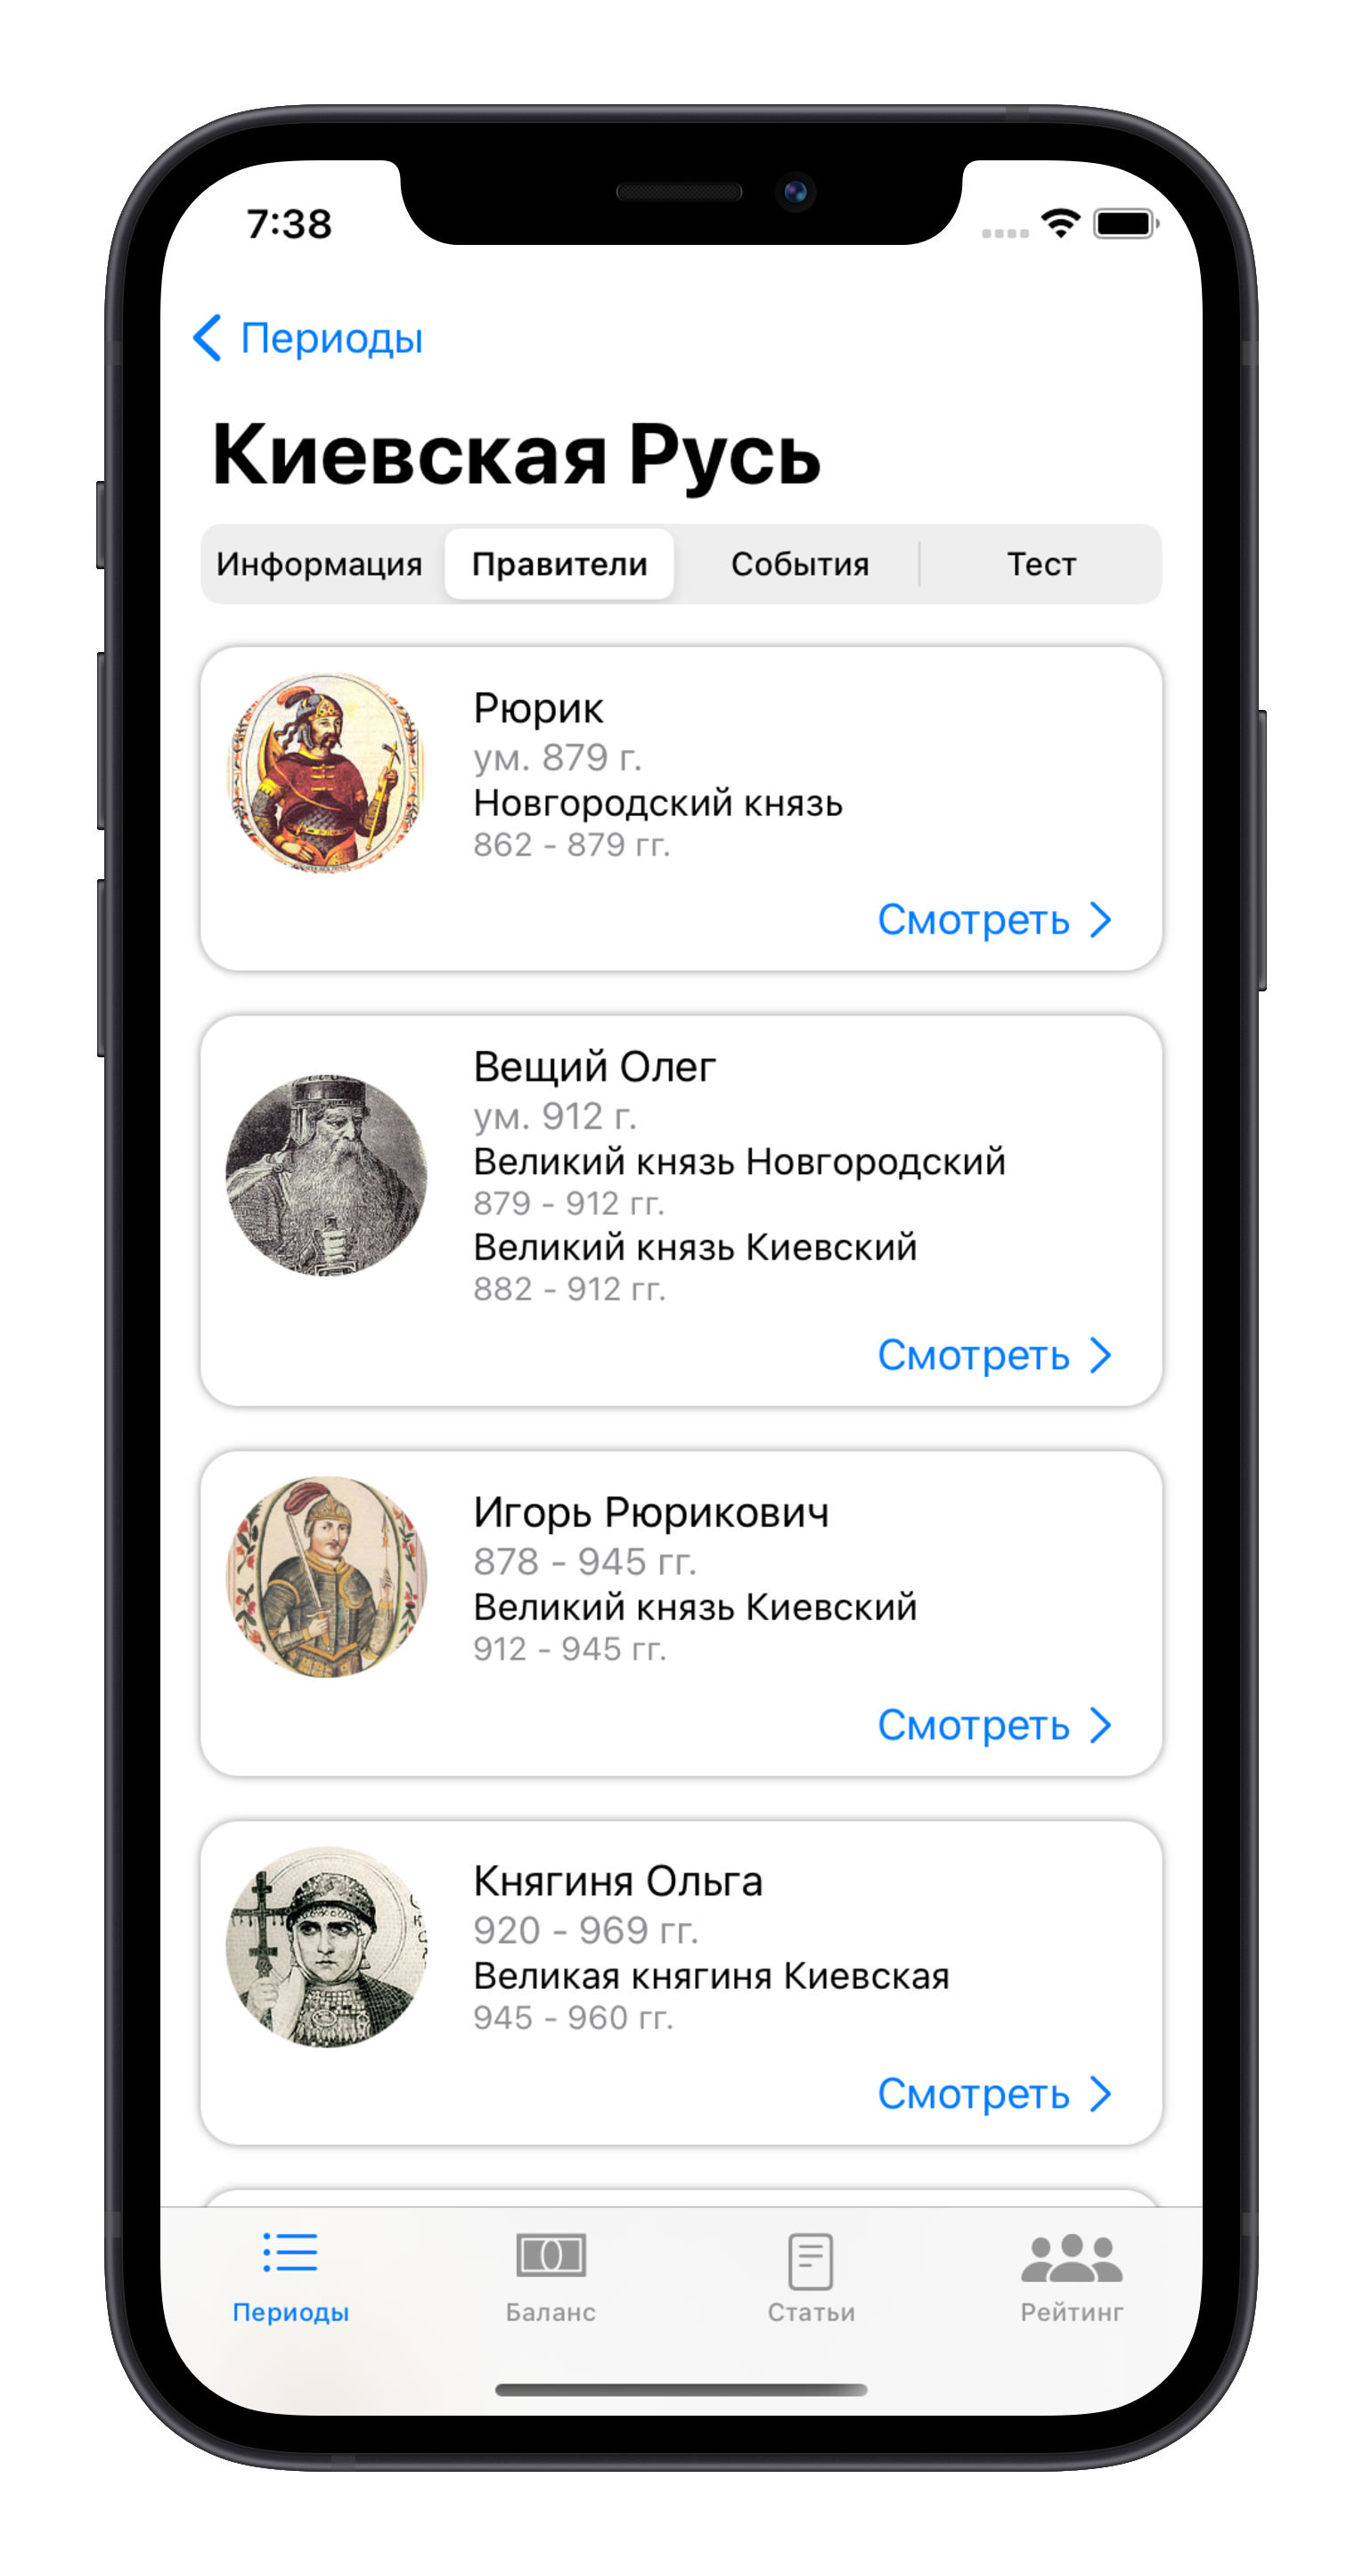 7:38
Периоды
Киевская Русь
Информация Правители События Тест
Рюрик
ум. 879 г.
Новгородский князь
862 - 879 гг.
Смотреть
Вещий Олег
ум. 912 г.
Великий князь Новгородский
879 - 912 гг.
Великий князь Киевский
882 - 912 гг.
Смотреть
Игорь Рюрикович
878 - 945 гг.
Великий князь Киевский
912 - 945 гг.
Смотреть
Княгиня Ольга
920 - 969 гг.
Великая княгиня Киевская
945 - 960 гг.
Смотреть
Периоды Баланс Статьи Рейтинг